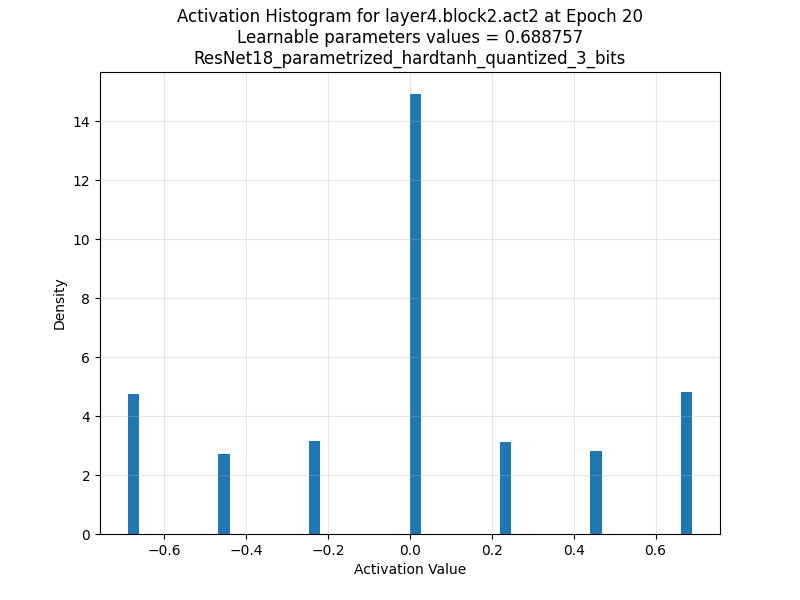 Activation Histogram for layer4.block2.act2 at Epoch 20
Learnable parameters values = 0.688757
ResNet18_parametrized_hardtanh_quantized_3_bits
Density
14
12
10
8
6
4
2
0
−0.6 −0.4 −0.2 0.0 0.2 0.4 0.6
Activation Value